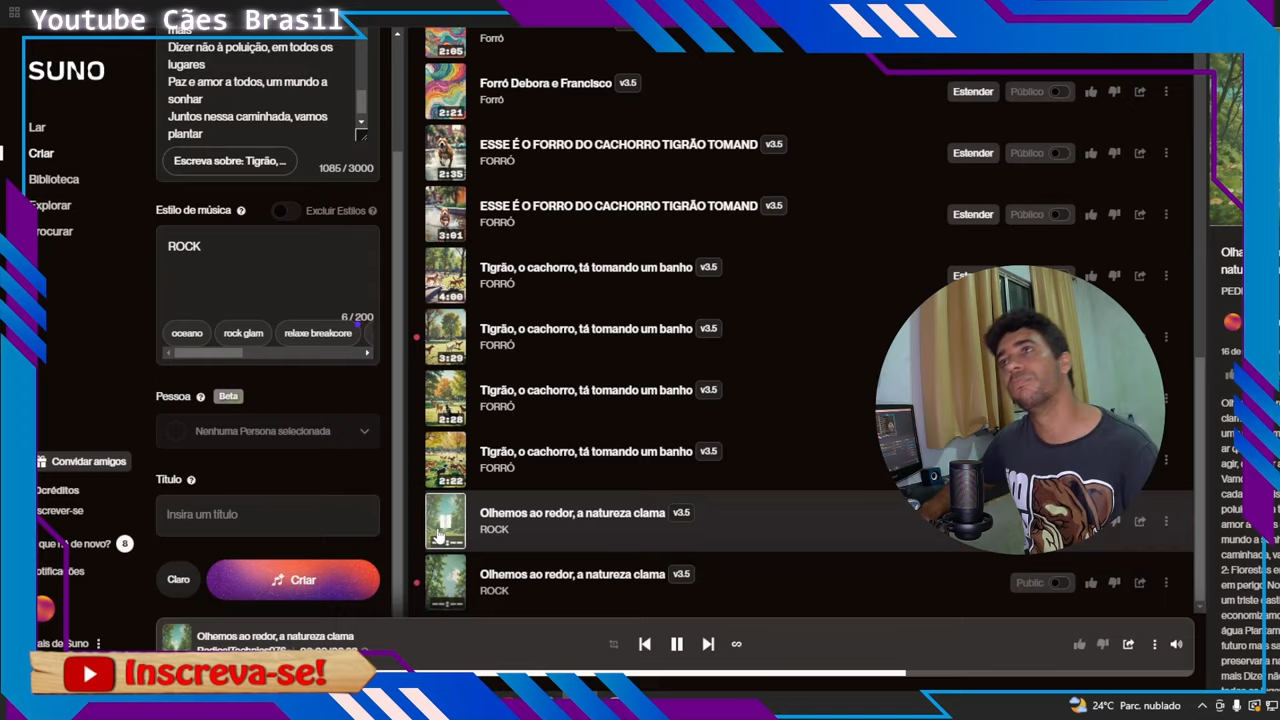 Youtube Cães Brasil
SUNO
Lar
Criar
Biblioteca
Explorar
Convidar amigos
que há de novo? 8
mais
Dizer não à poluição, em todos os
lugares
Paz e amor a todos, um mundo a
sonhar
Juntos nessa caminhada, vamos
plantar
Escreva sobre: Tigrão, ...
1085 / 3000
Estilo de música
Excluir Estilos
ROCK
6 / 200
oceano
rock glam
relaxe breakcore
Pessoa
Beta
Nenhuma Persona selecionada
Título
Insira um título
Claro
Criar
2:05
Forró
2:21
Forró Debora e Francisco v3.5
Forró
Estender
Público
2:35
ESSE É O FORRO DO CACHORRO TIGRÃO TOMAND v3.5
FORRÓ
Estender
Público
3:01
ESSE É O FORRO DO CACHORRO TIGRÃO TOMAND v3.5
FORRÓ
Estender
Público
4:00
Tigrão, o cachorro, tá tomando um banho v3.5
FORRÓ
3:29
Tigrão, o cachorro, tá tomando um banho v3.5
FORRÓ
2:28
Tigrão, o cachorro, tá tomando um banho v3.5
FORRÓ
2:22
Tigrão, o cachorro, tá tomando um banho v3.5
FORRÓ
Olhemos ao redor, a natureza clama v3.5
ROCK
Olhemos ao redor, a natureza clama v3.5
ROCK
Public
Olhemos ao redor, a natureza clama
Inscreva-se!
24°C Parc. nublado